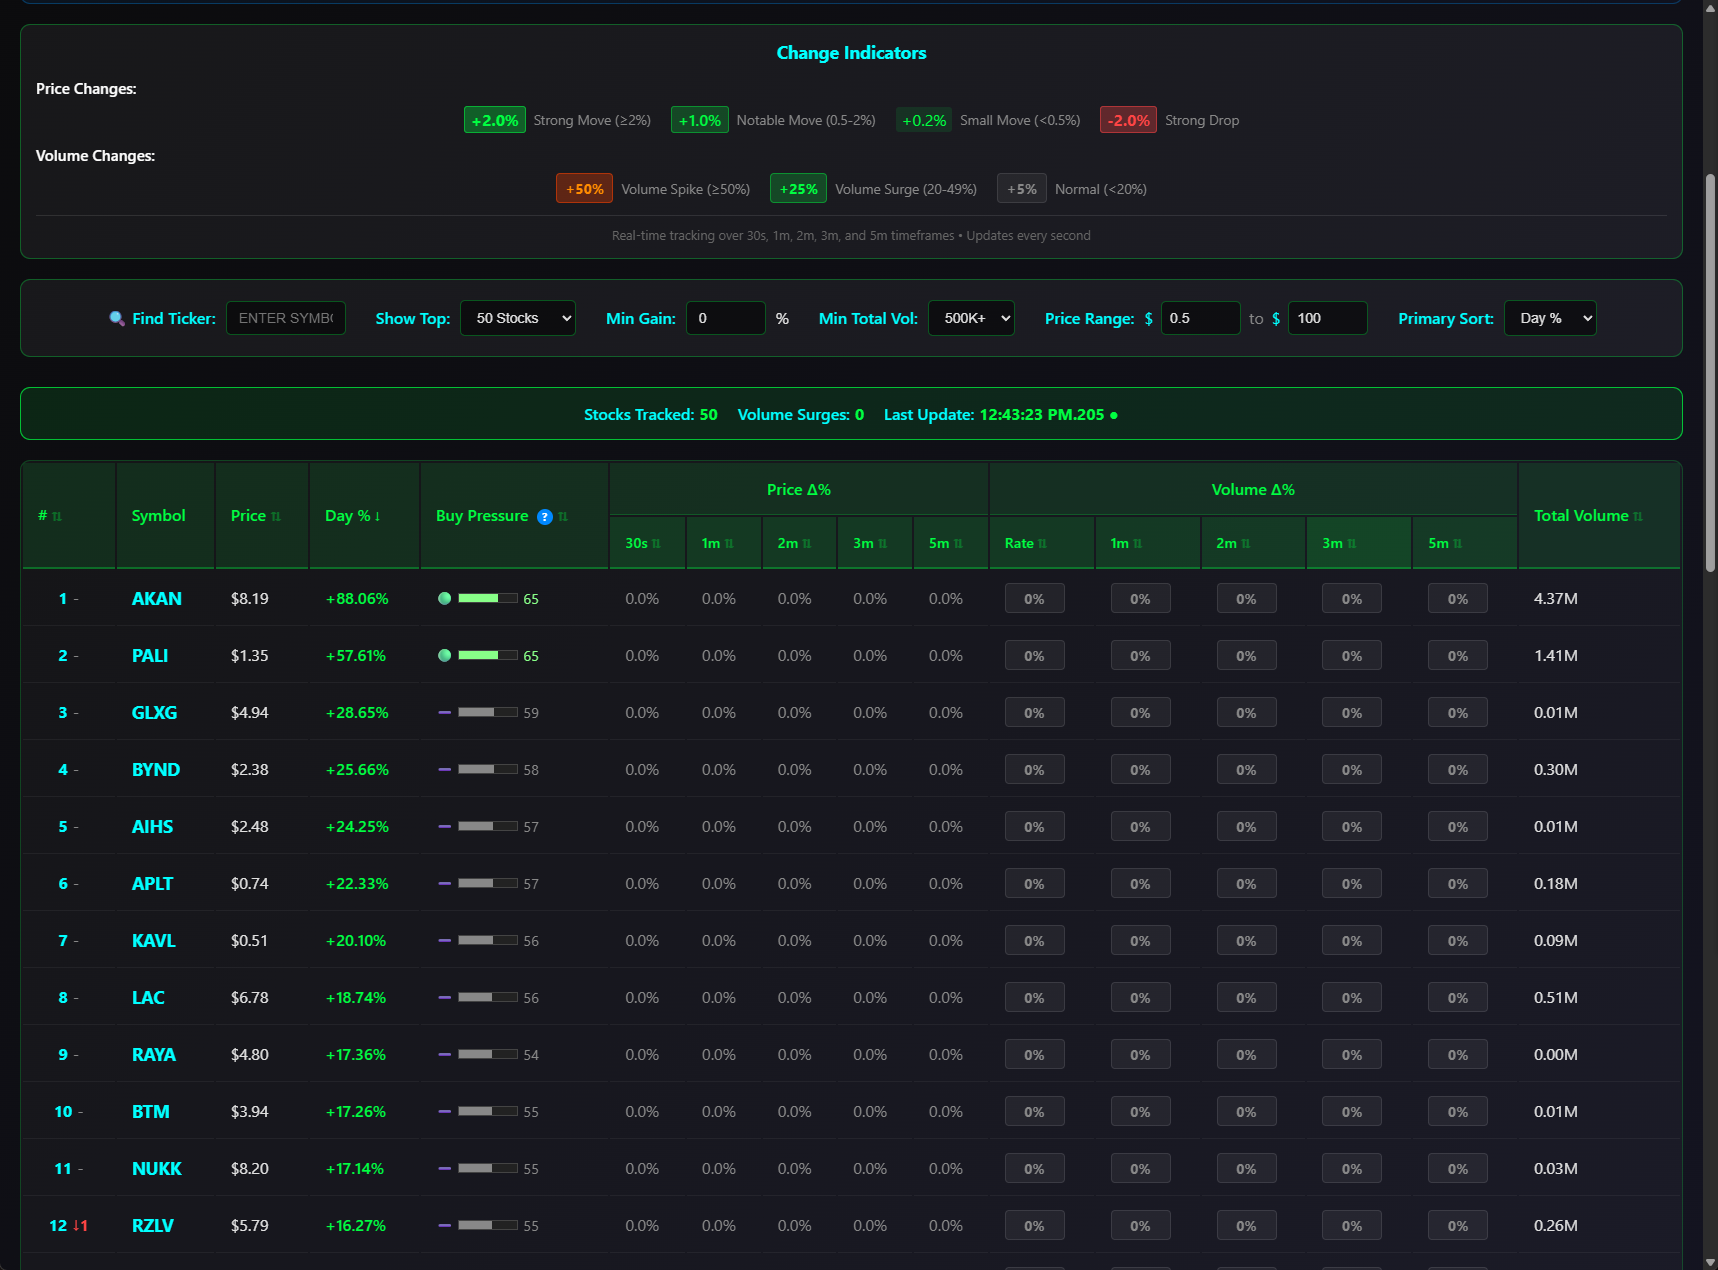 Change Indicators
Price Changes:
+2.0% Strong Move (≥2%) +1.0% Notable Move (0.5-2%) +0.2% Small Move (<0.5%) -2.0% Strong Drop
Volume Changes:
+50% Volume Spike (≥50%) +25% Volume Surge (20-49%) +5% Normal (<20%)
Real-time tracking over 30s, 1m, 2m, 3m, and 5m timeframes • Updates every second
Find Ticker: ENTER SYMBO Show Top: 50 Stocks Min Gain: 0 % Min Total Vol: 500K+ Price Range: $ 0.5 to $ 100 Primary Sort: Day %
Stocks Tracked: 50 Volume Surges: 0 Last Update: 12:43:23 PM.205 ●
# ⇅ Symbol Price ⇅ Day % ↓ Buy Pressure ? ⇅ Price Δ% Volume Δ% Total Volume ⇅
30s ⇅ 1m ⇅ 2m ⇅ 3m ⇅ 5m ⇅ Rate ⇅ 1m ⇅ 2m ⇅ 3m ⇅ 5m ⇅
1 - AKAN $8.19 +88.06% 65 0.0% 0.0% 0.0% 0.0% 0.0% 0% 0% 0% 0% 0% 4.37M
2 - PALI $1.35 +57.61% 65 0.0% 0.0% 0.0% 0.0% 0.0% 0% 0% 0% 0% 0% 1.41M
3 - GLXG $4.94 +28.65% 59 0.0% 0.0% 0.0% 0.0% 0.0% 0% 0% 0% 0% 0% 0.01M
4 - BYND $2.38 +25.66% 58 0.0% 0.0% 0.0% 0.0% 0.0% 0% 0% 0% 0% 0% 0.30M
5 - AIHS $2.48 +24.25% 57 0.0% 0.0% 0.0% 0.0% 0.0% 0% 0% 0% 0% 0% 0.01M
6 - APLT $0.74 +22.33% 57 0.0% 0.0% 0.0% 0.0% 0.0% 0% 0% 0% 0% 0% 0.18M
7 - KAVL $0.51 +20.10% 56 0.0% 0.0% 0.0% 0.0% 0.0% 0% 0% 0% 0% 0% 0.09M
8 - LAC $6.78 +18.74% 56 0.0% 0.0% 0.0% 0.0% 0.0% 0% 0% 0% 0% 0% 0.51M
9 - RAYA $4.80 +17.36% 54 0.0% 0.0% 0.0% 0.0% 0.0% 0% 0% 0% 0% 0% 0.00M
10 - BTM $3.94 +17.26% 55 0.0% 0.0% 0.0% 0.0% 0.0% 0% 0% 0% 0% 0% 0.01M
11 - NUKK $8.20 +17.14% 55 0.0% 0.0% 0.0% 0.0% 0.0% 0% 0% 0% 0% 0% 0.03M
12 ↓1 RZLV $5.79 +16.27% 55 0.0% 0.0% 0.0% 0.0% 0.0% 0% 0% 0% 0% 0% 0.26M